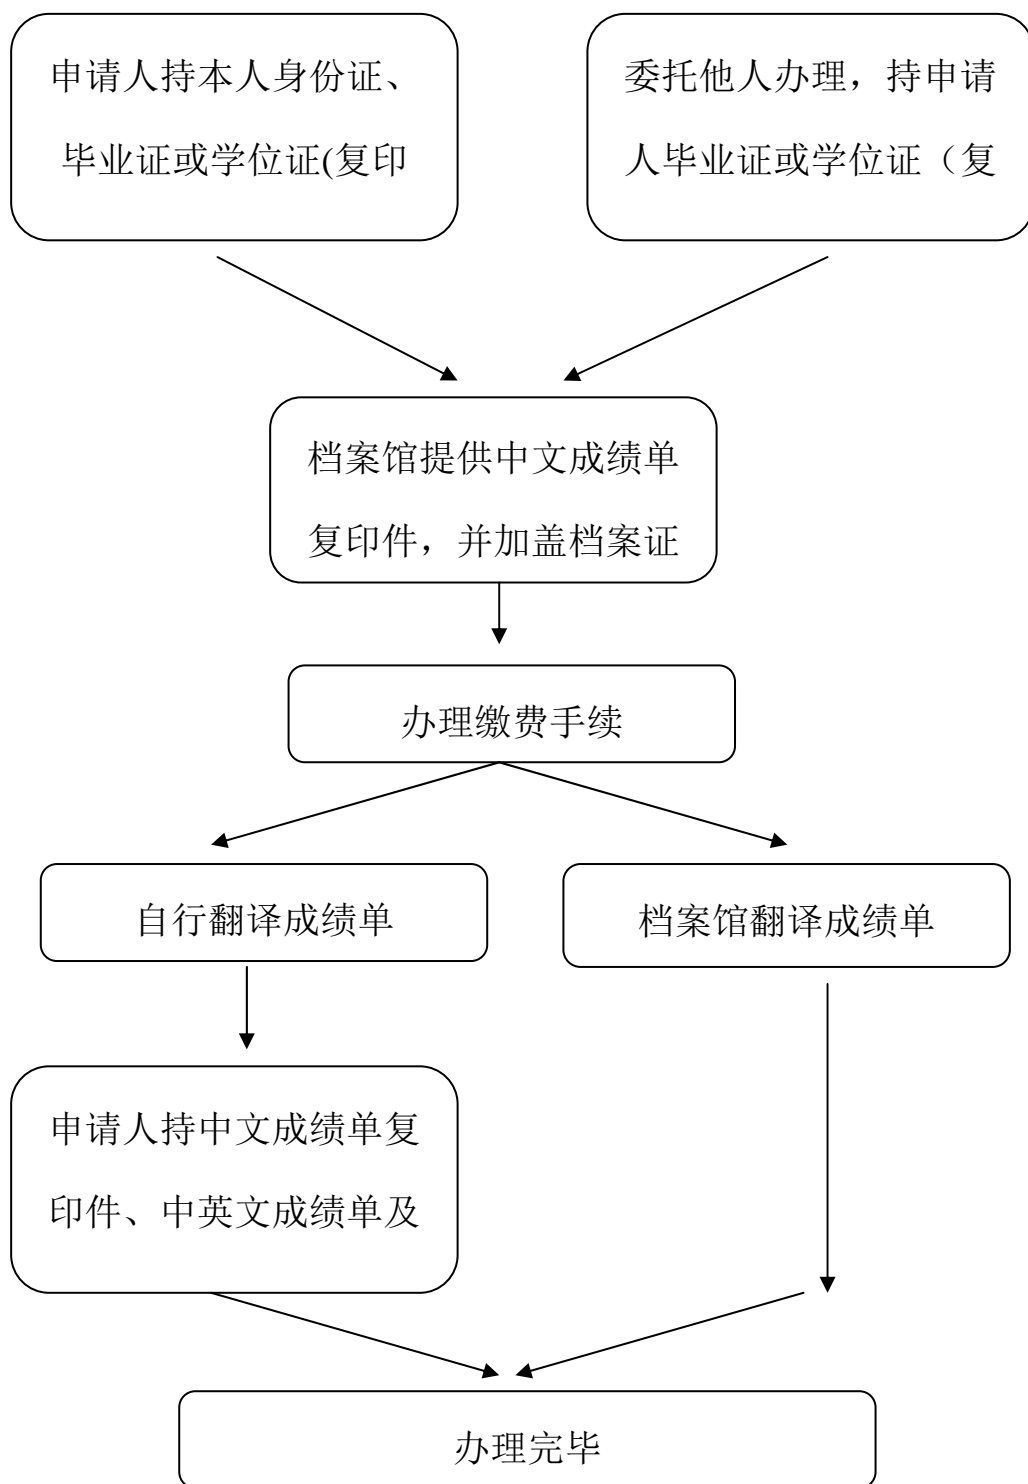 申请人持本人身份证、
毕业证或学位证(复印
委托他人办理，持申请
人毕业证或学位证（复
档案馆提供中文成绩单
复印件，并加盖档案证
办理缴费手续
自行翻译成绩单
档案馆翻译成绩单
申请人持中文成绩单复
印件、中英文成绩单及
办理完毕